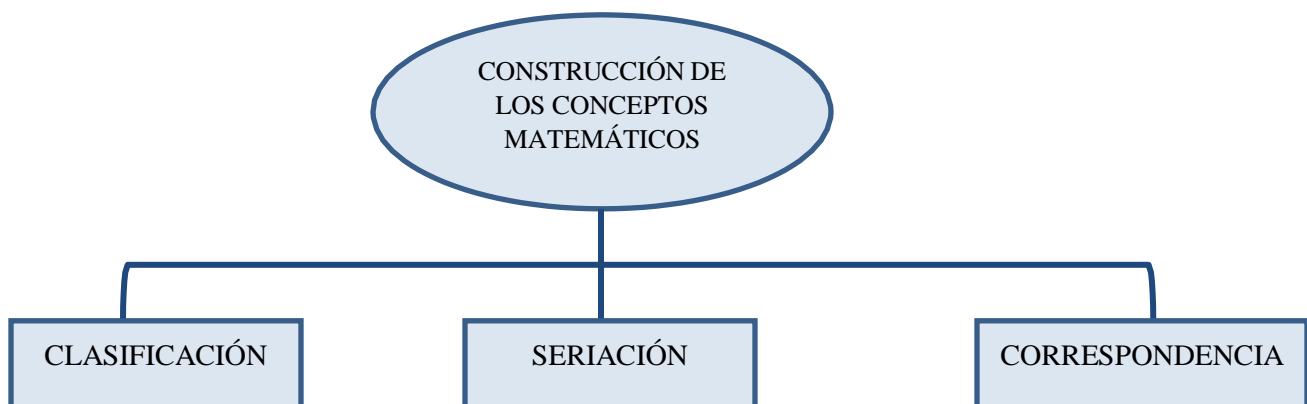 CONSTRUCCIÓN DE
LOS CONCEPTOS
MATEMÁTICOS
CLASIFICACIÓN
SERIACIÓN
CORRESPONDENCIA